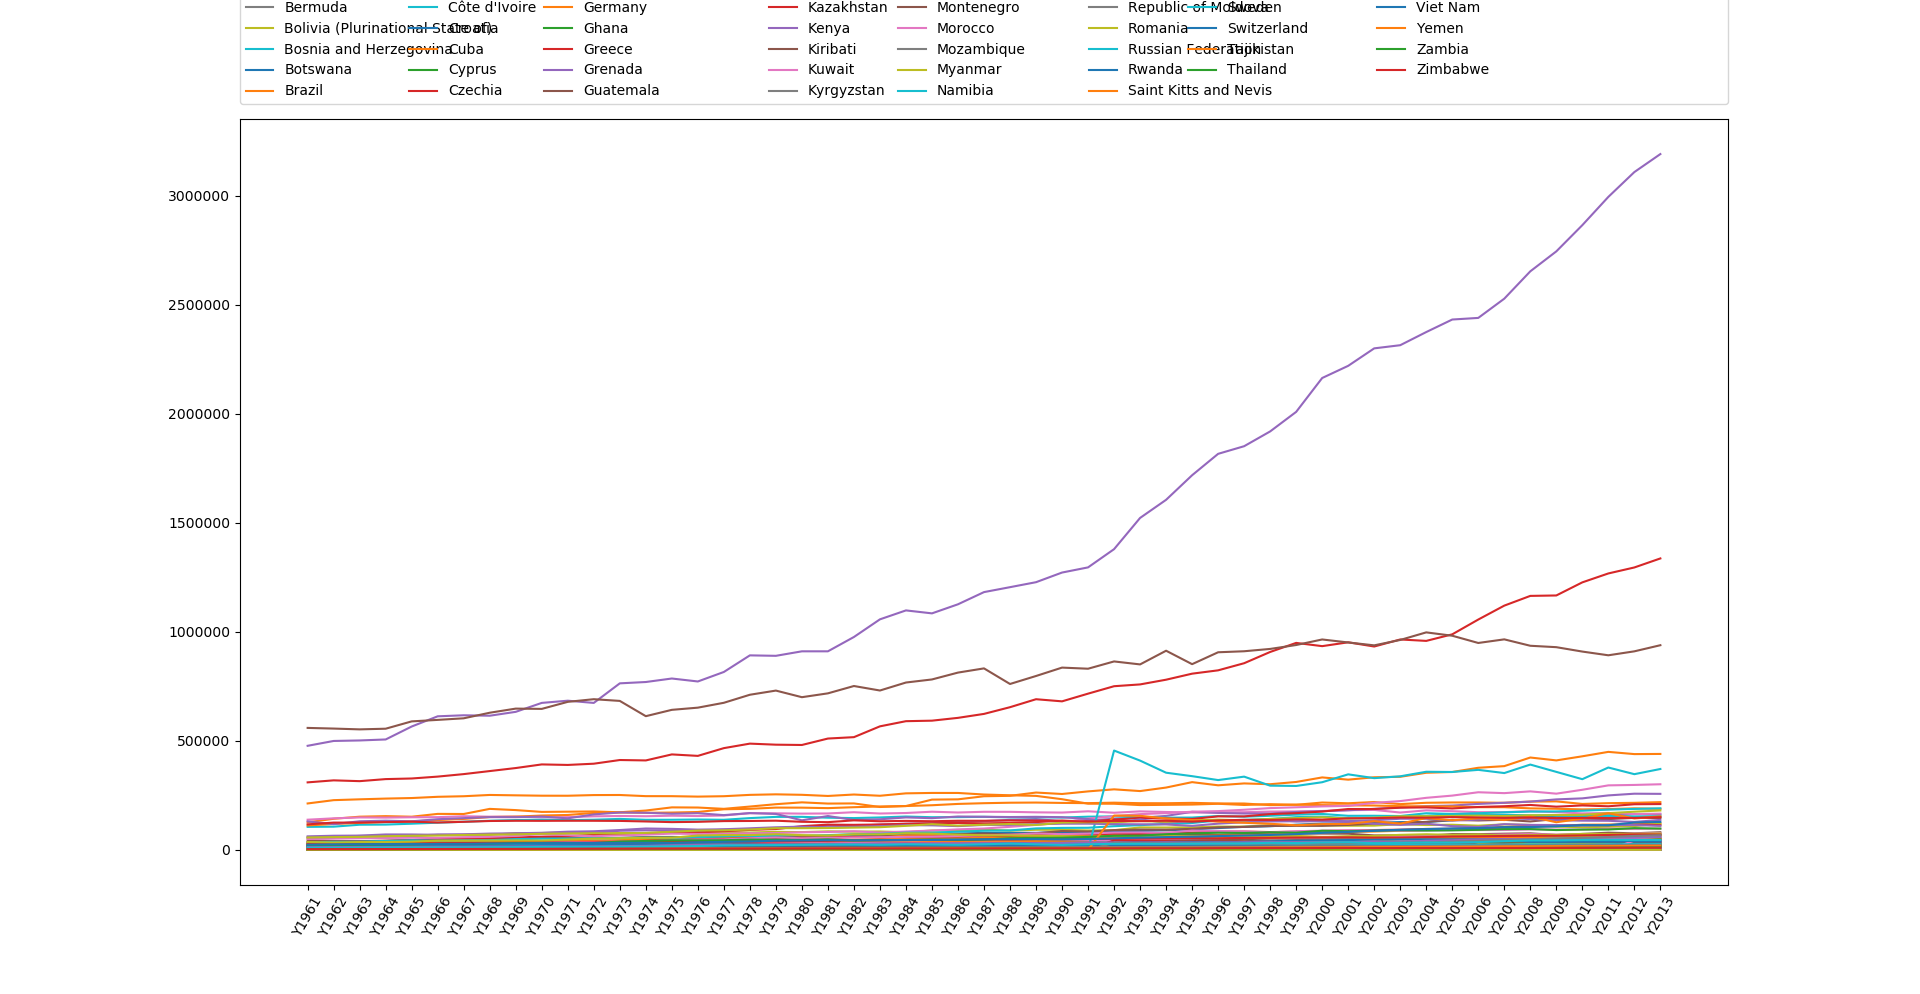 Bermuda Côte d'Ivoire Germany Kazakhstan Montenegro Republic of Moldova Sweden Viet Nam
Bolivia (Plurinational State of) Croatia Ghana Kenya Morocco Romania Switzerland Yemen
Bosnia and Herzegovina Cuba Greece Kiribati Mozambique Russian Federation Tajikistan Zambia
Botswana Cyprus Grenada Kuwait Myanmar Rwanda Thailand Zimbabwe
Brazil Czechia Guatemala Kyrgyzstan Namibia Saint Kitts and Nevis
3000000
2500000
2000000
1500000
1000000
500000
0
Y1961 Y1962 Y1963 Y1964 Y1965 Y1966 Y1967 Y1968 Y1969 Y1970 Y1971 Y1972 Y1973 Y1974 Y1975 Y1976 Y1977 Y1978 Y1979 Y1980 Y1981 Y1982 Y1983 Y1984 Y1985 Y1986 Y1987 Y1988 Y1989 Y1990 Y1991 Y1992 Y1993 Y1994 Y1995 Y1996 Y1997 Y1998 Y1999 Y2000 Y2001 Y2002 Y2003 Y2004 Y2005 Y2006 Y2007 Y2008 Y2009 Y2010 Y2011 Y2012 Y2013